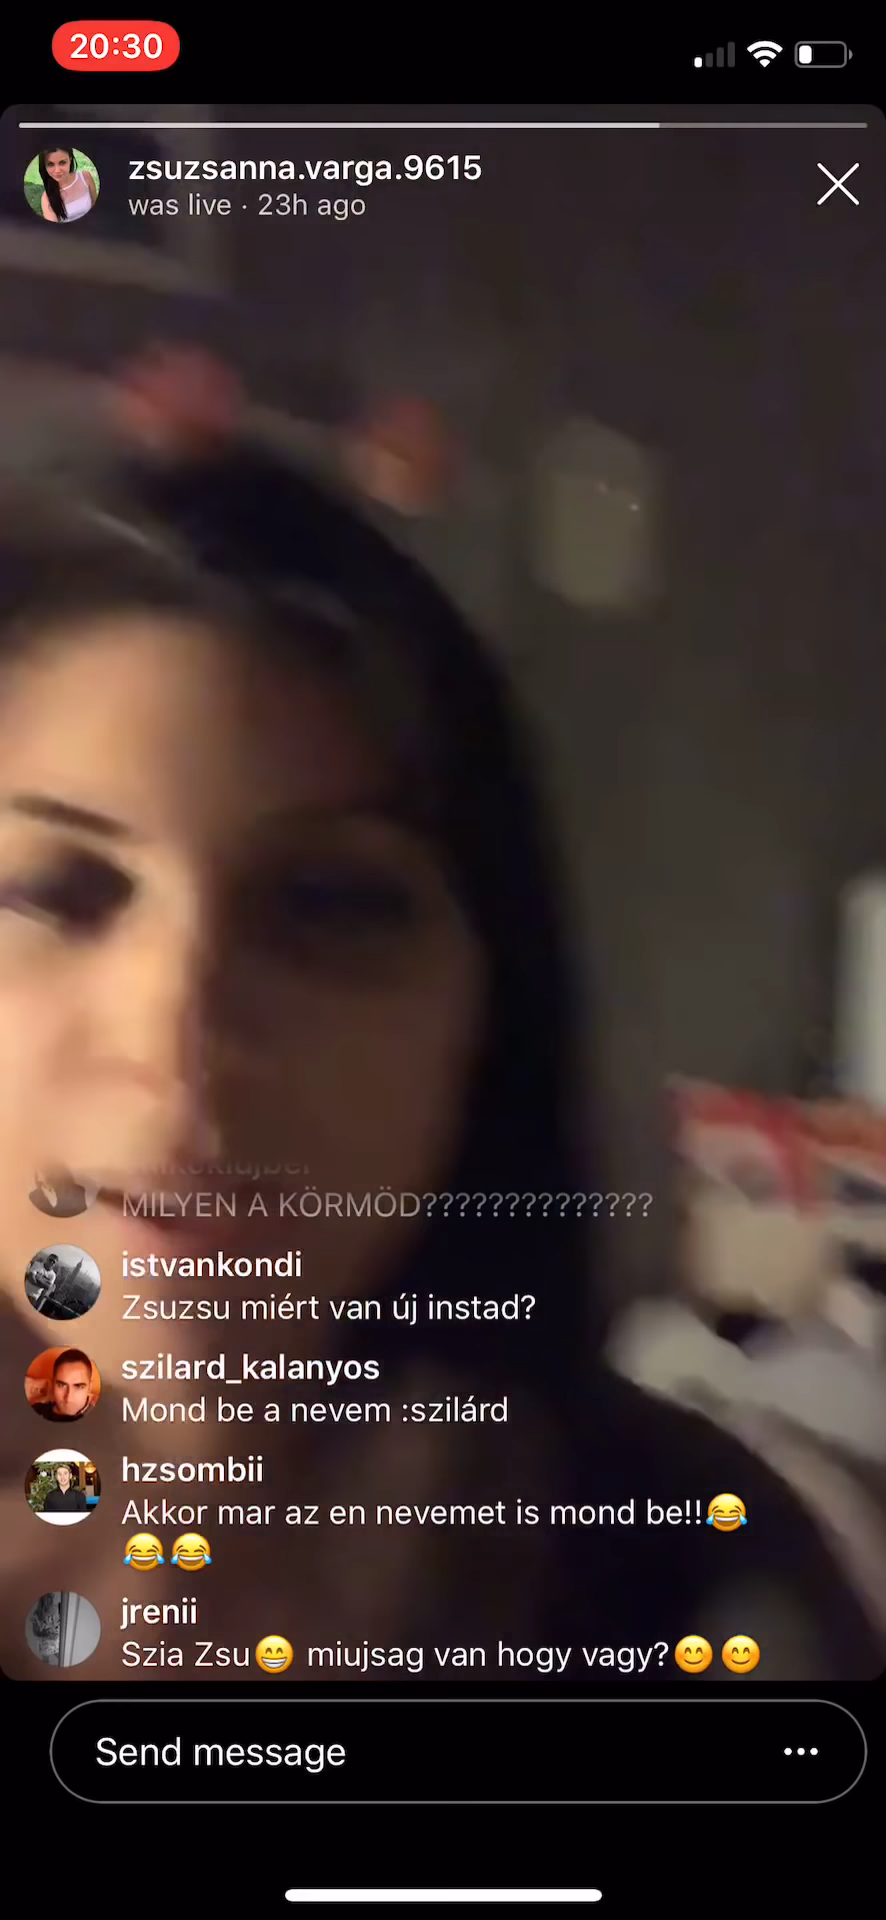 20:30
zsuzsanna.varga.9615
was live · 23h ago
MILYEN A KÖRMÖD??????????????
istvankondi
Zsuzsu miért van új instad?
szilard_kalanyos
Mond be a nevem :szilárd
hzsombii
Akkor mar az en nevemet is mond be!!😂
😂😂
jrenii
Szia Zsu😁 miujsag van hogy vagy?😊😊
Send message